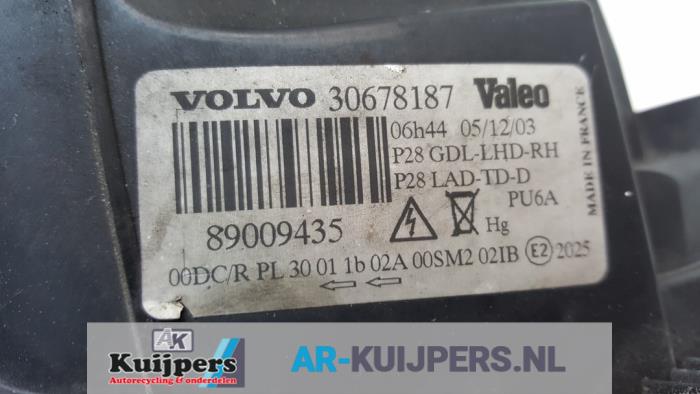 VOLVO 30678187 Valeo
06h44 05/12/03
P28 GDL-LHD-RH
P28 LAD-TD-D
PU6A
89009435
Hg
00DC/R PL 30 01 1b 02A 00SM2 02IB E2 2025
MADE IN FRANCE
AK
Kuijpers
Autorecycling & onderdelen
AR-KUIJPERS.NL